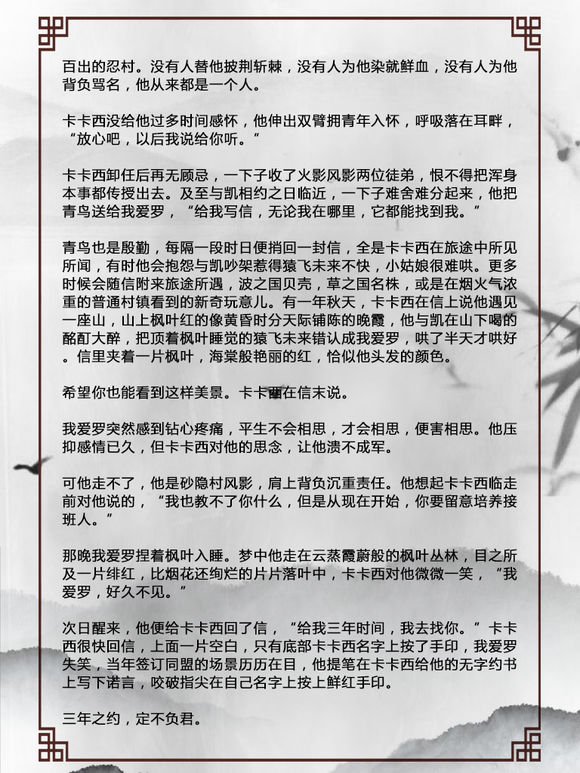 百出的忍村。没有人替他披荆斩棘，没有人为他染就鲜血，没有人为他
背负骂名，他从来都是一个人。
卡卡西没给他过多时间感怀，他伸出双臂拥青年入怀，呼吸落在耳畔，
“放心吧，以后我说给你听。”
卡卡西卸任后再无顾忌，一下子收了火影风影两位徒弟，恨不得把浑身
本事都传授出去。及至与凯相约之日临近，一下子难舍难分起来，他把
青鸟送给我爱罗，“给我写信，无论我在哪里，它都能找到我。”
青鸟也是殷勤，每隔一段时日便捎回一封信，全是卡卡西在旅途中所见
所闻，有时他会抱怨与凯吵架惹得猿飞未来不快，小姑娘很难哄。更多
时候会随信附来旅途所遇，波之国贝壳，草之国名株，或是在烟火气浓
重的普通村镇看到的新奇玩意儿。有一年秋天，卡卡西在信上说他遇见
一座山，山上枫叶红的像黄昏时分天际铺陈的晚霞，他与凯在山下喝的
酩酊大醉，把顶着枫叶睡觉的猿飞未来错认成我爱罗，哄了半天才哄好
。信里夹着一片枫叶，海棠般艳丽的红，恰似他头发的颜色。
希望你也能看到这样美景。卡卡西在信末说。
我爱罗突然感到钻心疼痛，平生不会相思，才会相思，便害相思。他压
抑感情已久，但卡卡西对他的思念，让他溃不成军。
可他走不了，他是砂隐村风影，肩上背负沉重责任。他想起卡卡西临走
前对他说的，“我也教不了你什么，但是从现在开始，你要留意培养接
班人。”
那晚我爱罗捏着枫叶入睡。梦中他走在云蒸霞蔚般的枫叶丛林，目之所
及一片绯红，比烟花还绚烂的片片落叶中，卡卡西对他微微一笑，“我
爱罗，好久不见。”
次日醒来，他便给卡卡西回了信，“给我三年时间，我去找你。”卡卡
西很快回信，上面一片空白，只有底部卡卡西名字上按了手印，我爱罗
失笑，当年签订同盟的场景历历在目，他提笔在卡卡西给他的无字约书
上写下诺言，咬破指尖在自己名字上按上鲜红手印。
三年之约，定不负君。